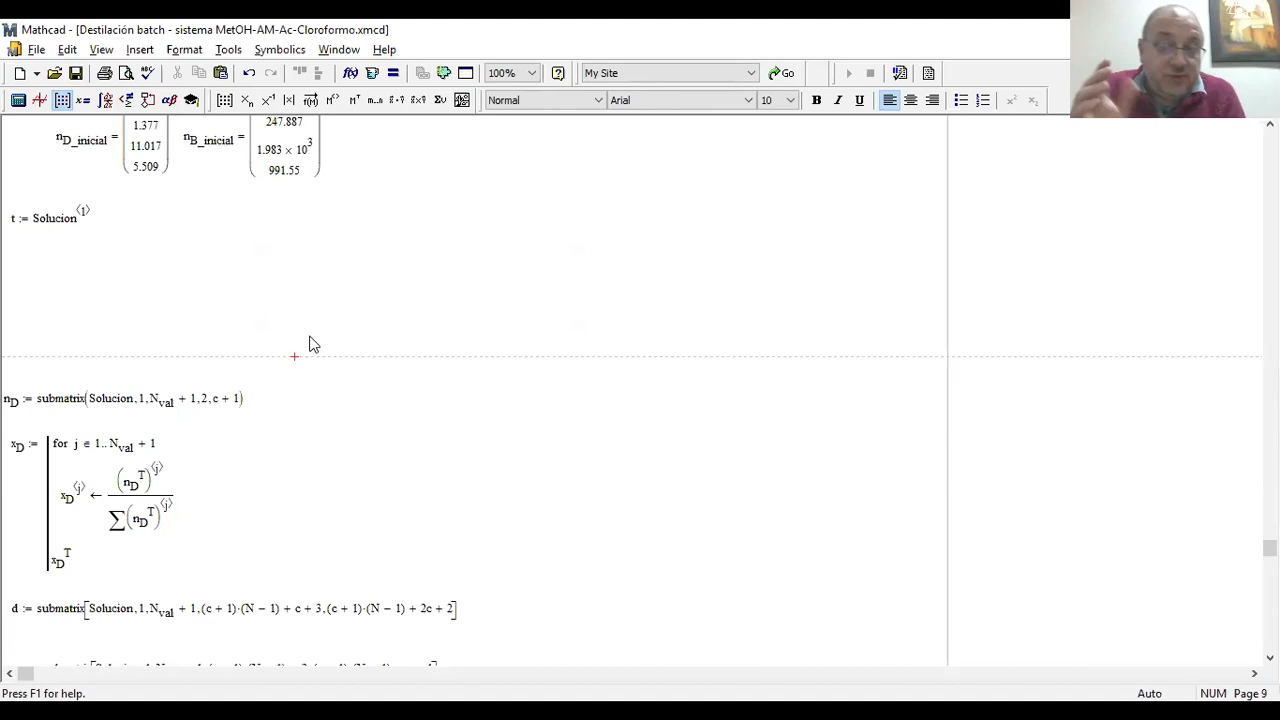 Mathcad - [Destilación batch - sistema MetOH-AM-Ac-Cloroformo.xmcd]
File Edit View Insert Format Tools Symbolics Window Help
100% My Site Go
Normal Arial 10 B I U
n_D_inicial = (1.377 11.017 5.509) n_B_inicial = (247.887 1.983 × 10^3 991.55)
t := Solucion^⟨1⟩
n_D := submatrix(Solucion, 1, N_val + 1, 2, c + 1)
x_D := for j ∈ 1.. N_val + 1
x_D^⟨j⟩ ← (n_D^T)^⟨j⟩ / ∑(n_D^T)^⟨j⟩
x_D^T
d := submatrix[Solucion, 1, N_val + 1, (c + 1)·(N − 1) + c + 3, (c + 1)·(N − 1) + 2c + 2]
Press F1 for help. Auto NUM Page 9